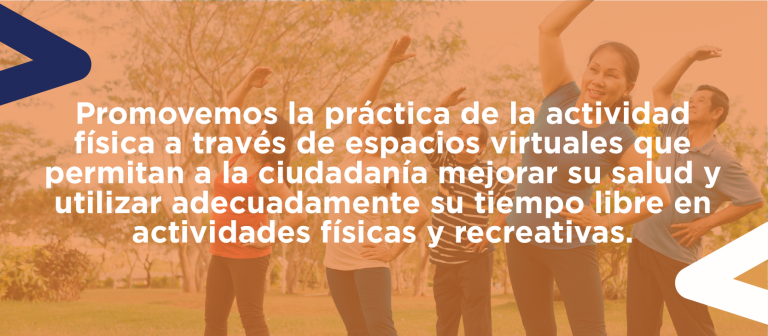 Promovemos la práctica de la actividad
física a través de espacios virtuales que
permitan a la ciudadanía mejorar su salud y
utilizar adecuadamente su tiempo libre en
actividades físicas y recreativas.